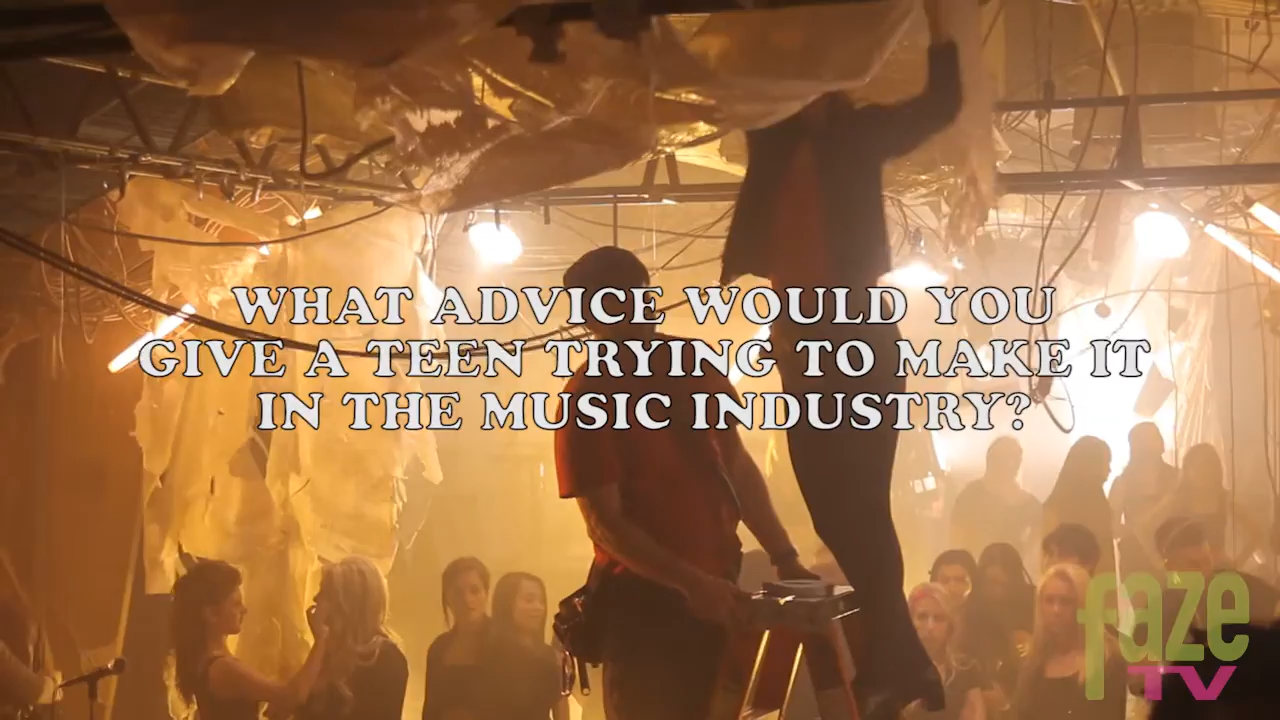 WHAT ADVICE WOULD YOU
GIVE A TEEN TRYING TO MAKE IT
IN THE MUSIC INDUSTRY?
faze
TV